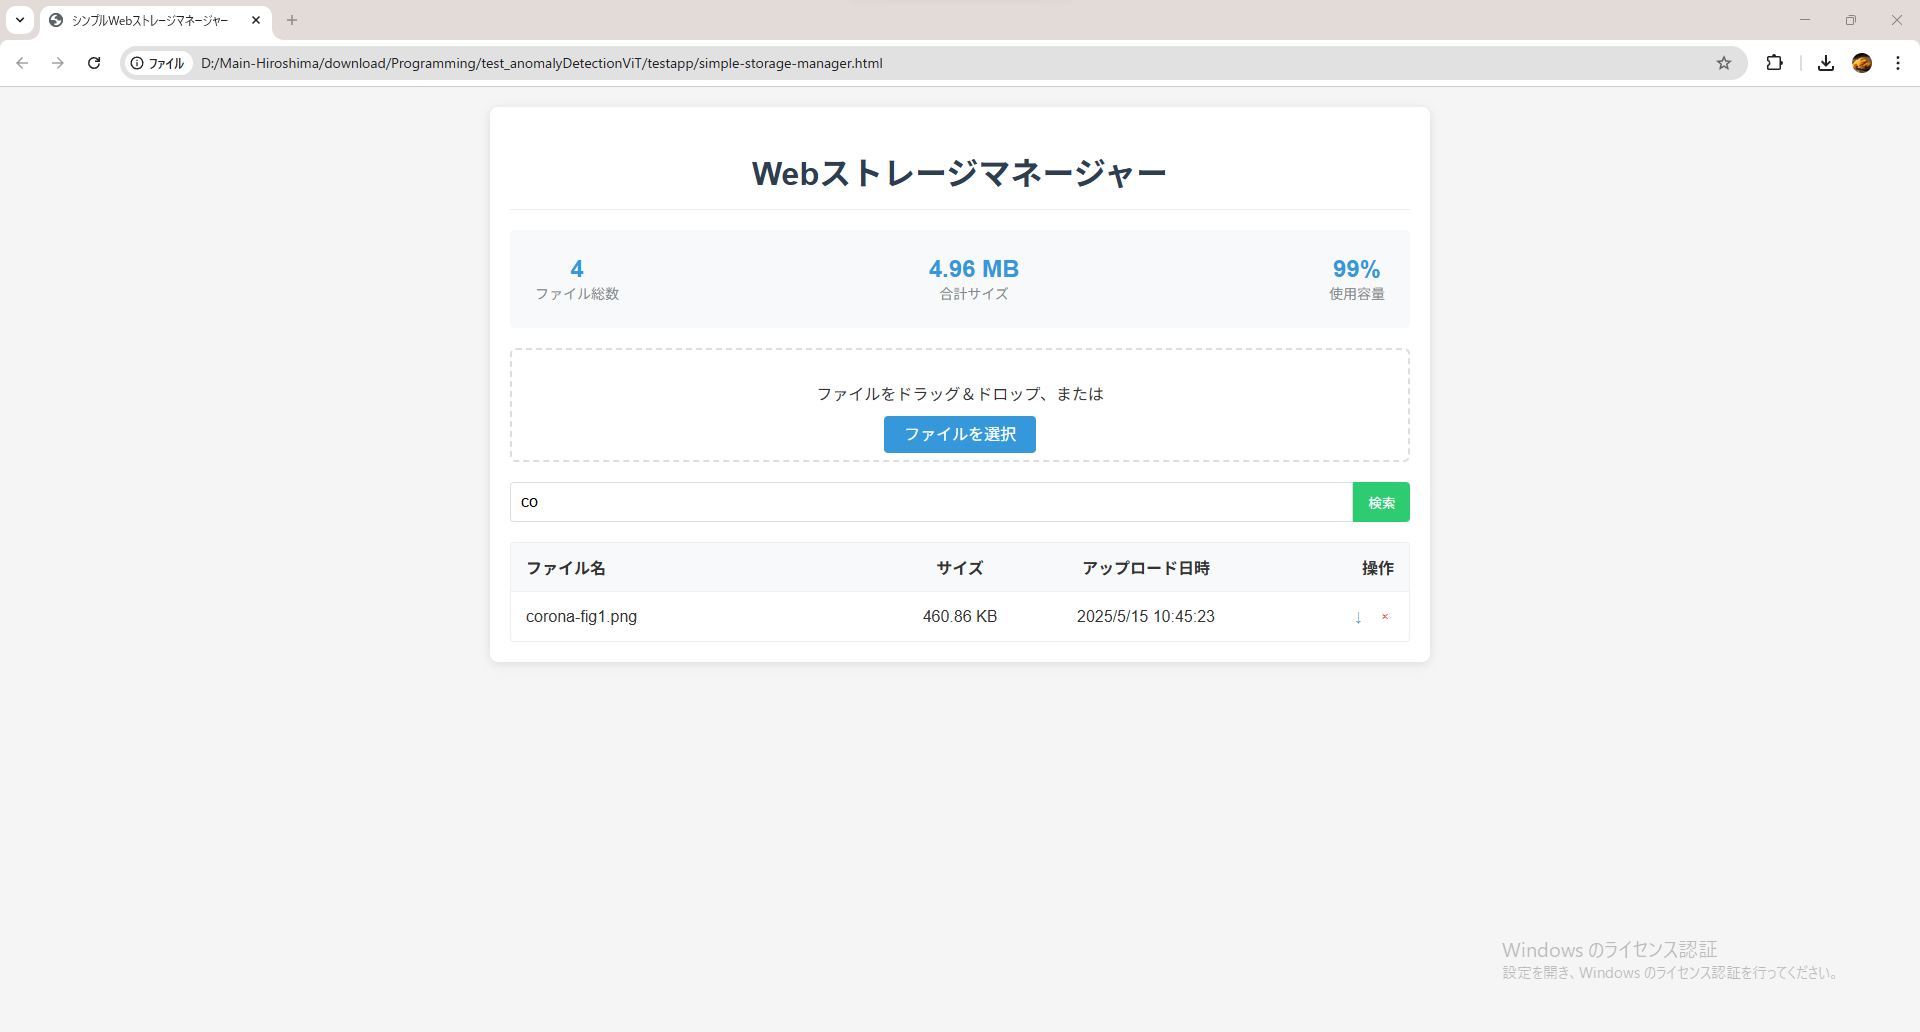 シンプルWebストレージマネージャー
ファイル D:/Main-Hiroshima/download/Programming/test_anomalyDetectionViT/testapp/simple-storage-manager.html
Webストレージマネージャー
4 4.96 MB 99%
ファイル総数 合計サイズ 使用容量
ファイルをドラッグ＆ドロップ、または
ファイルを選択
co 検索
ファイル名 サイズ アップロード日時 操作
corona-fig1.png 460.86 KB 2025/5/15 10:45:23 ↓ ×
Windows のライセンス認証
設定を開き、Windows のライセンス認証を行ってください。